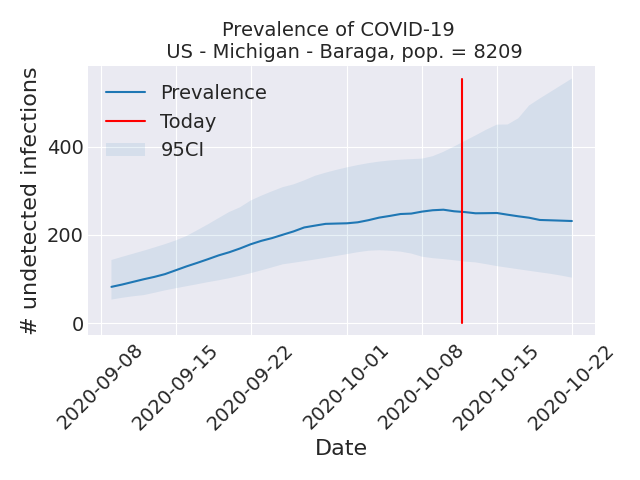 Prevalence of COVID-19
US - Michigan - Baraga, pop. = 8209
Prevalence
Today
95CI
# undetected infections
400
200
0
2020-09-08
2020-09-15
2020-09-22
2020-10-01
2020-10-08
2020-10-15
2020-10-22
Date